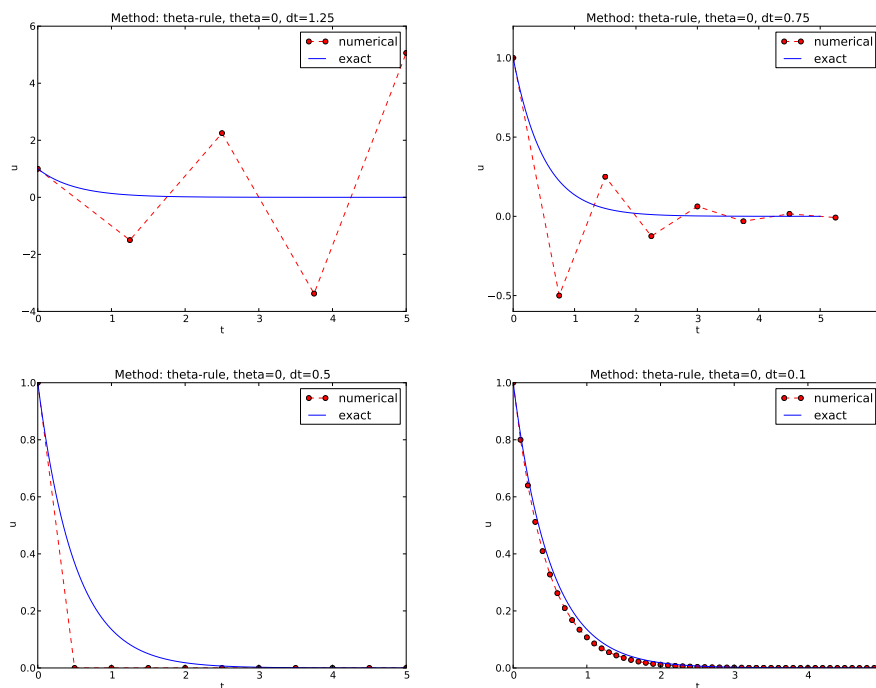 Method: theta-rule, theta=0, dt=1.25
numerical
exact
6
4
2
0
−2
−4
u
0 1 2 3 4 5
t
Method: theta-rule, theta=0, dt=0.75
numerical
exact
1.0
0.5
0.0
−0.5
u
0 1 2 3 4 5
t
Method: theta-rule, theta=0, dt=0.5
numerical
exact
1.0
0.8
0.6
0.4
0.2
0.0
u
0 1 2 3 4 5
t
Method: theta-rule, theta=0, dt=0.1
numerical
exact
1.0
0.8
0.6
0.4
0.2
0.0
u
0 1 2 3 4
t